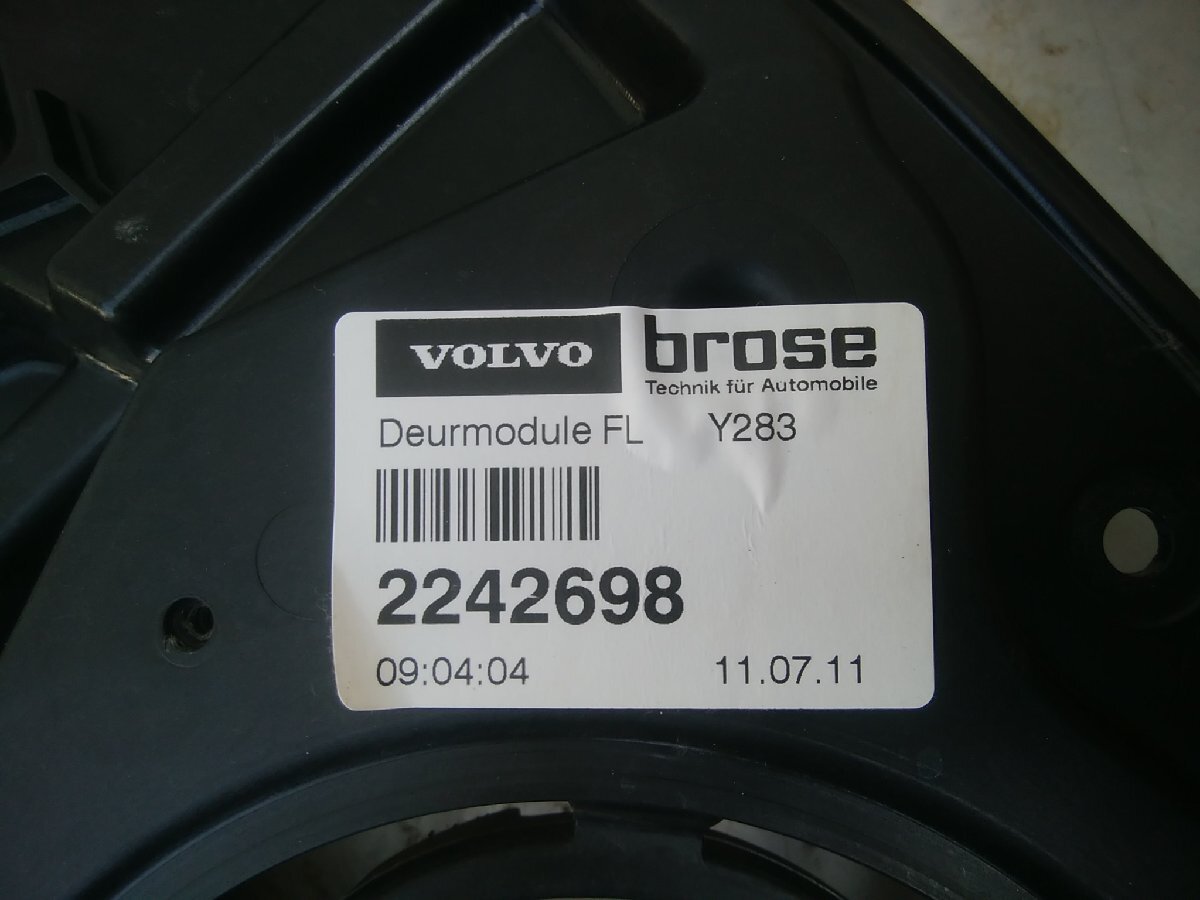 VOLVO brose
Technik für Automobile
Deurmodule FL Y283
2242698
09:04:04 11.07.11